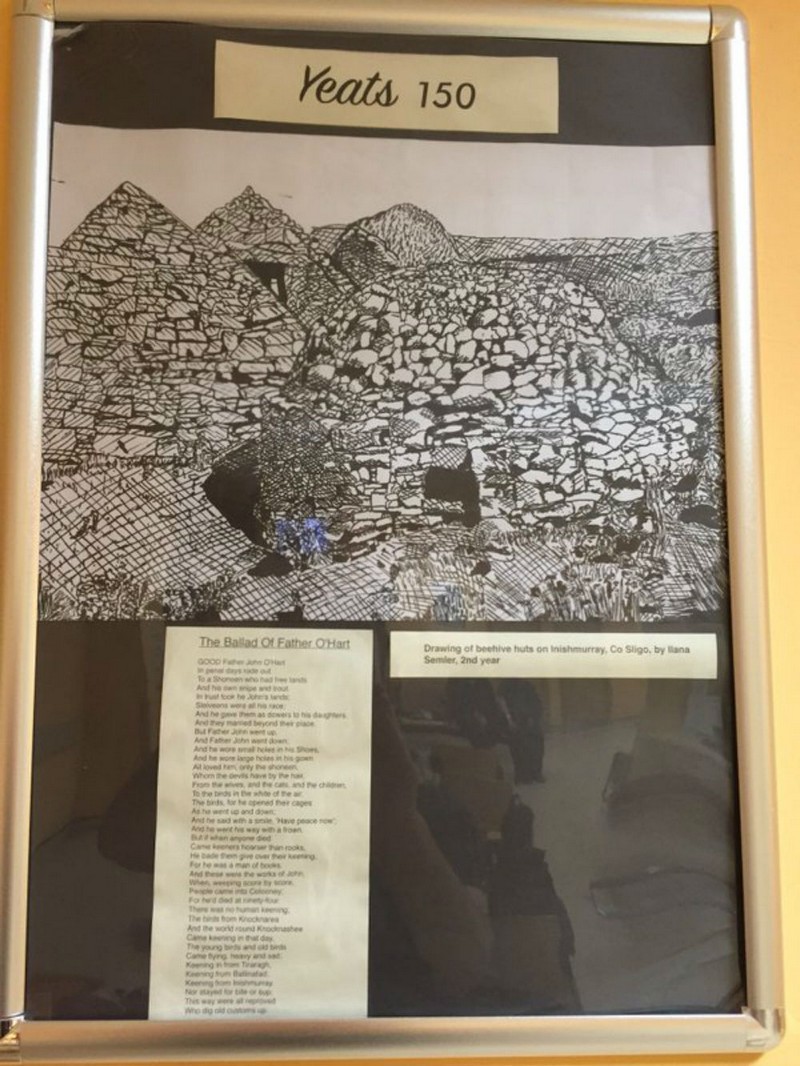 Yeats 150
The Ballad Of Father O'Hart
GOOD Father John O'Hart
In penal days rode out
To a Shoneen who had free lands
And his own snipe and trout.
In trust took he John's lands;
Sleiveens were all his race;
And he gave them as dowers to his daughters,
And they married beyond their place.
But Father John went up,
And Father John went down;
And he wore small holes in his Shoes,
And he wore large holes in his gown.
All loved him, only the shoneen,
Whom the devils have by the hair,
From the wives, and the cats, and the children,
To the birds in the white of the air.
The birds, for he opened their cages
As he went up and down;
And he said with a smile, 'Have peace now';
And he went his way with a frown.
But if when anyone died
Came keeners hoarser than rooks,
He bade them give over their keening;
For he was a man of books.
And these were the works of John,
When, weeping score by score,
People came into Colooney;
For he'd died at ninety-four.
There was no human keening;
The birds from Knocknarea
And the world round Knocknashee
Came keening in that day.
The young birds and old birds
Came flying, heavy and sad;
Keening in from Tiraragh,
Keening from Ballinafad;
Keening from Inishmurray,
Nor stayed for bite or sup;
This way were all reproved
Who dig old customs up.
Drawing of beehive huts on Inishmurray, Co Sligo, by Ilana
Semler, 2nd year